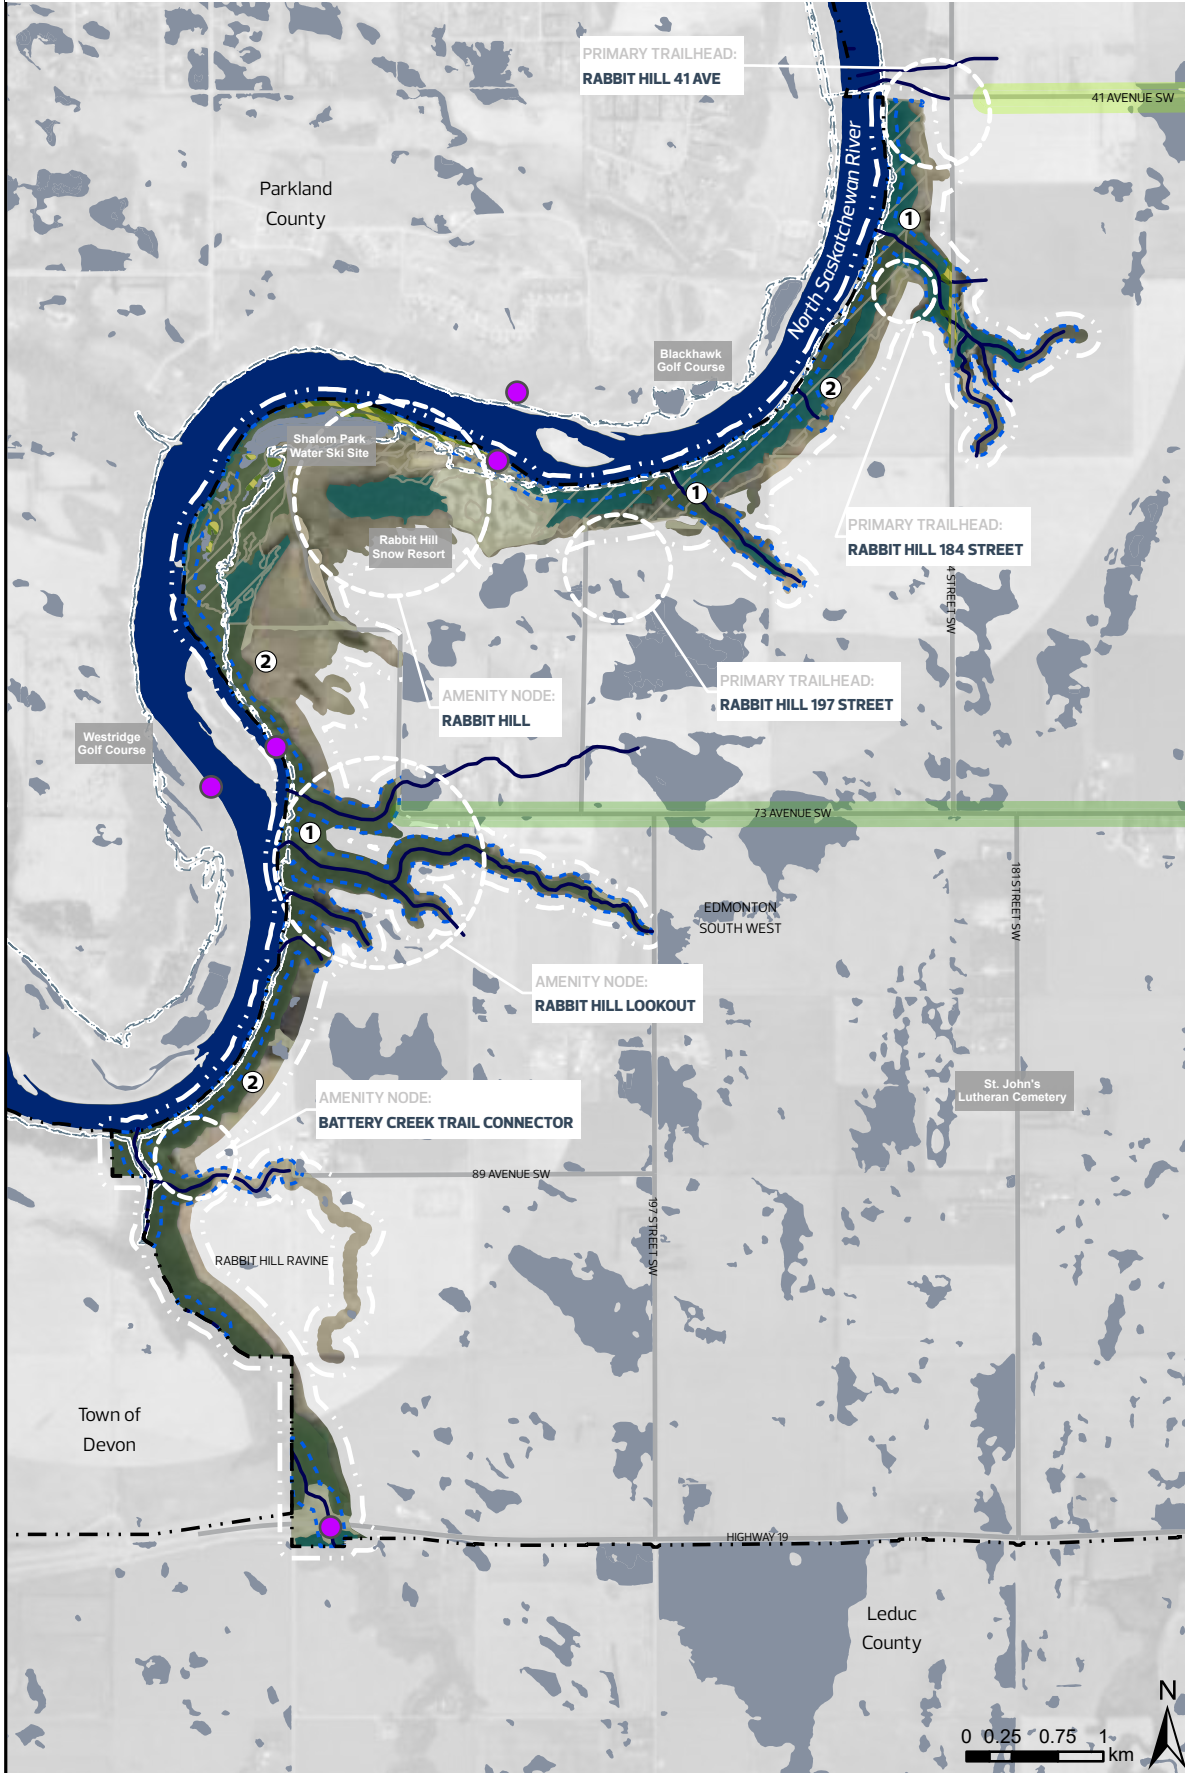 PRIMARY TRAILHEAD:
RABBIT HILL 41 AVE
41 AVENUE SW
Parkland
County
North Saskatchewan River
1
Blackhawk
Golf Course
2
Shalom Park
Water Ski Site
1
PRIMARY TRAILHEAD:
RABBIT HILL 184 STREET
Rabbit Hill
Snow Resort
4 STREET SW
2
AMENITY NODE:
RABBIT HILL
PRIMARY TRAILHEAD:
RABBIT HILL 197 STREET
Westridge
Golf Course
73 AVENUE SW
1
181 STREET SW
EDMONTON
SOUTH WEST
AMENITY NODE:
RABBIT HILL LOOKOUT
2
St. John's
Lutheran Cemetery
AMENITY NODE:
BATTERY CREEK TRAIL CONNECTOR
89 AVENUE SW
197 STREET SW
RABBIT HILL RAVINE
Town of
Devon
HIGHWAY 19
Leduc
County
N
0 0.25 0.75 1
km